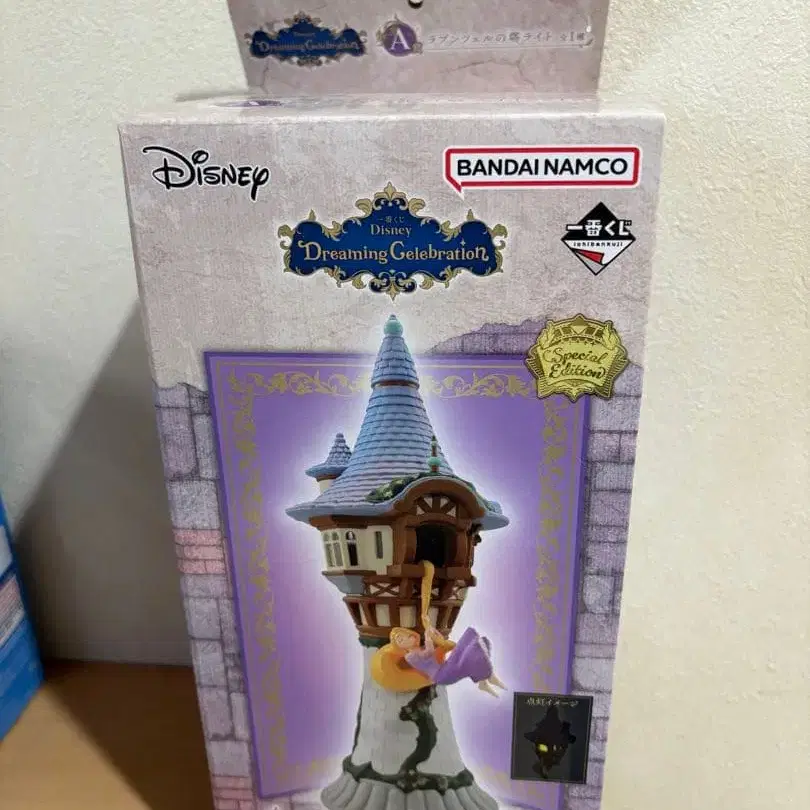 Disney
Dreaming Celebration
A
ラプンツェルの塔ライト 全1種
Disney
BANDAI NAMCO
一番くじ
Disney
Dreaming Celebration
一番くじ
Ichibankuji
Special
Edition
点灯イメージ